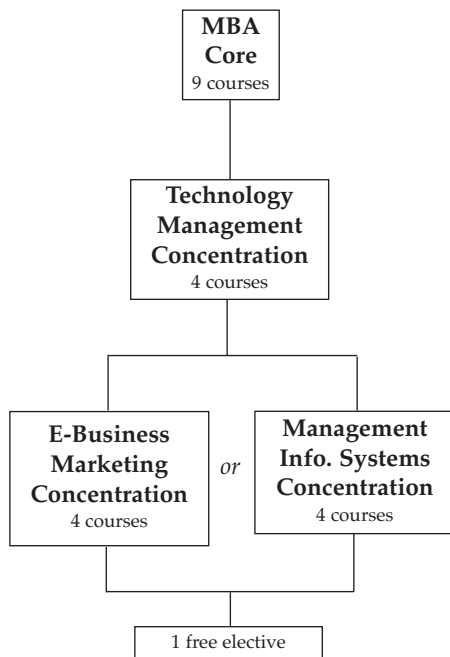 MBA
Core
9 courses
Technology
Management
Concentration
4 courses
E-Business
Marketing
Concentration
4 courses
or
Management
Info. Systems
Concentration
4 courses
1 free elective